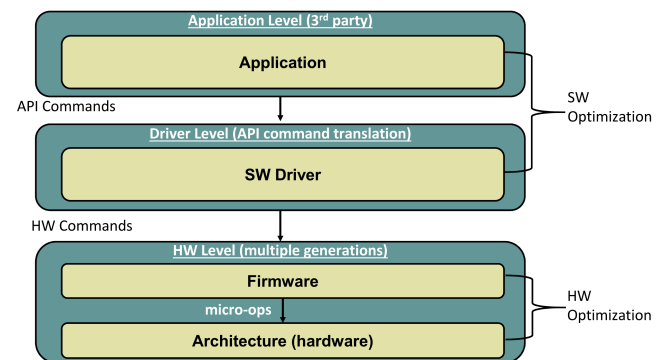 Application Level (3rd party)
Application
API Commands
SW
Optimization
Driver Level (API command translation)
SW Driver
HW Commands
HW Level (multiple generations)
Firmware
micro-ops
HW
Optimization
Architecture (hardware)